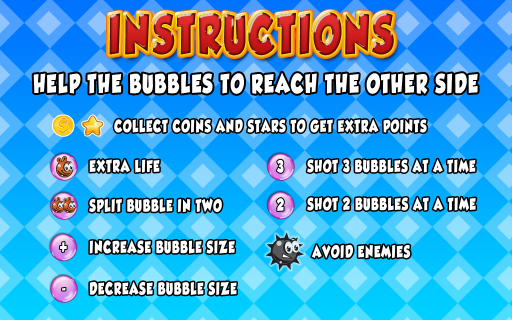 INSTRUCTIONS
HELP THE BUBBLES TO REACH THE OTHER SIDE
COLLECT COINS AND STARS TO GET EXTRA POINTS
EXTRA LIFE
SPLIT BUBBLE IN TWO
+ INCREASE BUBBLE SIZE
- DECREASE BUBBLE SIZE
3 SHOT 3 BUBBLES AT A TIME
2 SHOT 2 BUBBLES AT A TIME
AVOID ENEMIES